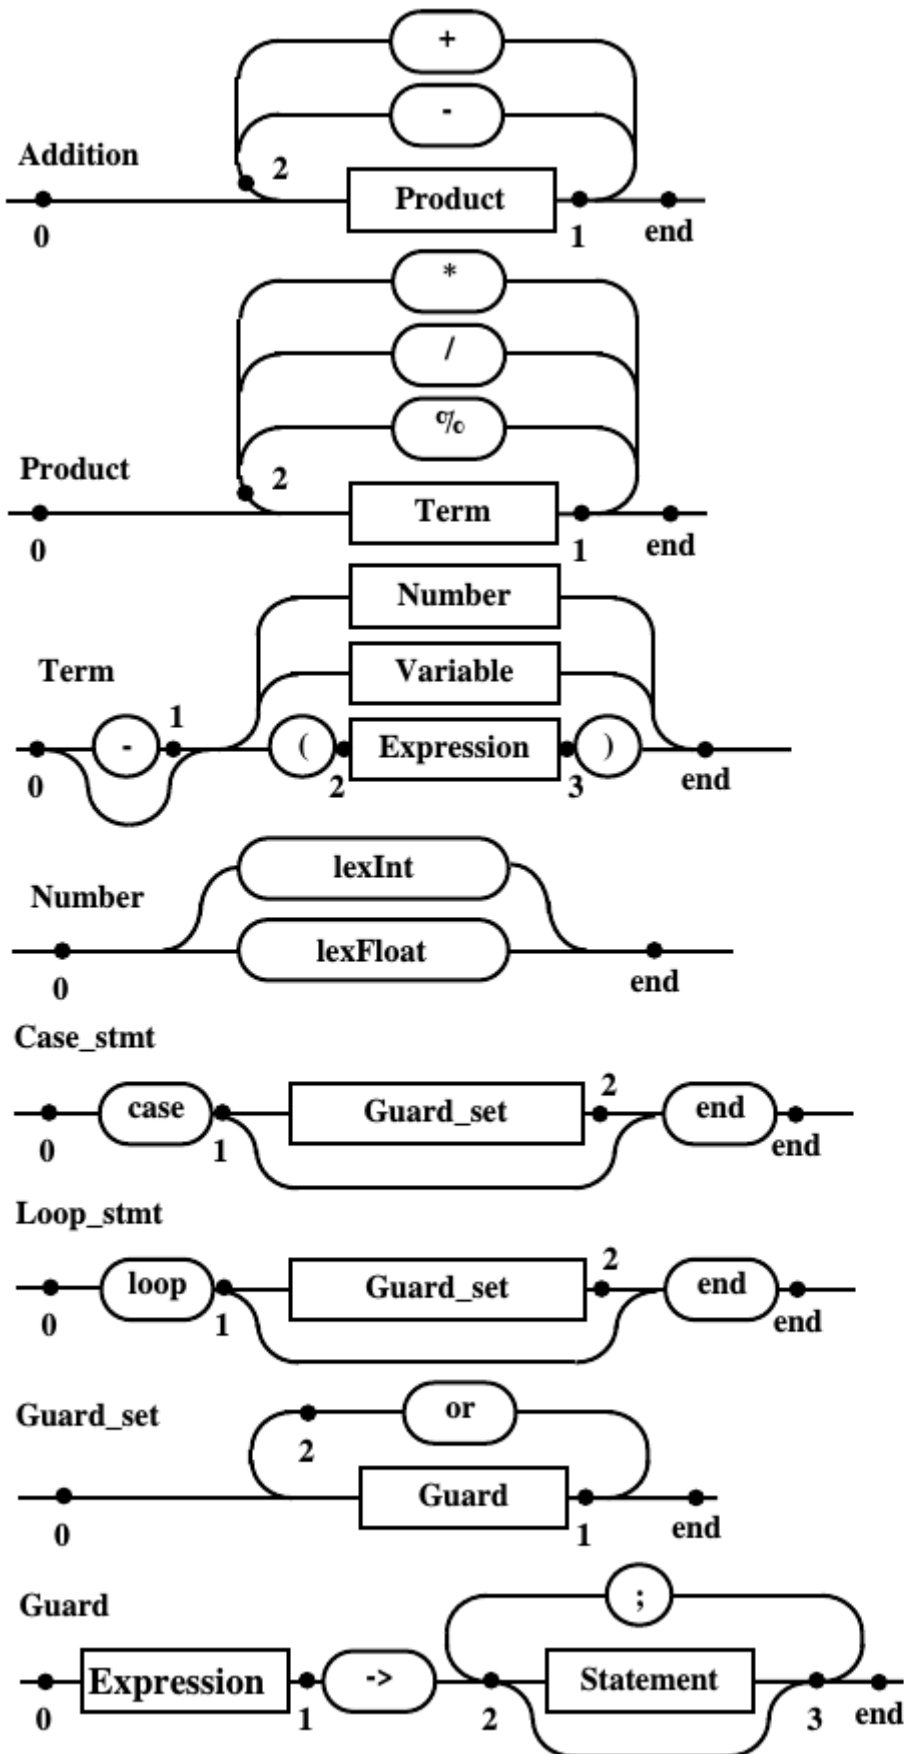 +
-
Addition
2
Product
0
1
end
*
/
%
Product
2
Term
0
1
end
Number
Variable
Term
1
-
(
Expression
)
0
2
3
end
lexInt
Number
lexFloat
0
end
Case_stmt
2
case
Guard_set
end
0
1
end
Loop_stmt
2
loop
Guard_set
end
0
1
end
or
Guard_set
2
Guard
0
1
end
;
Guard
Expression
->
Statement
0
1
2
3
end